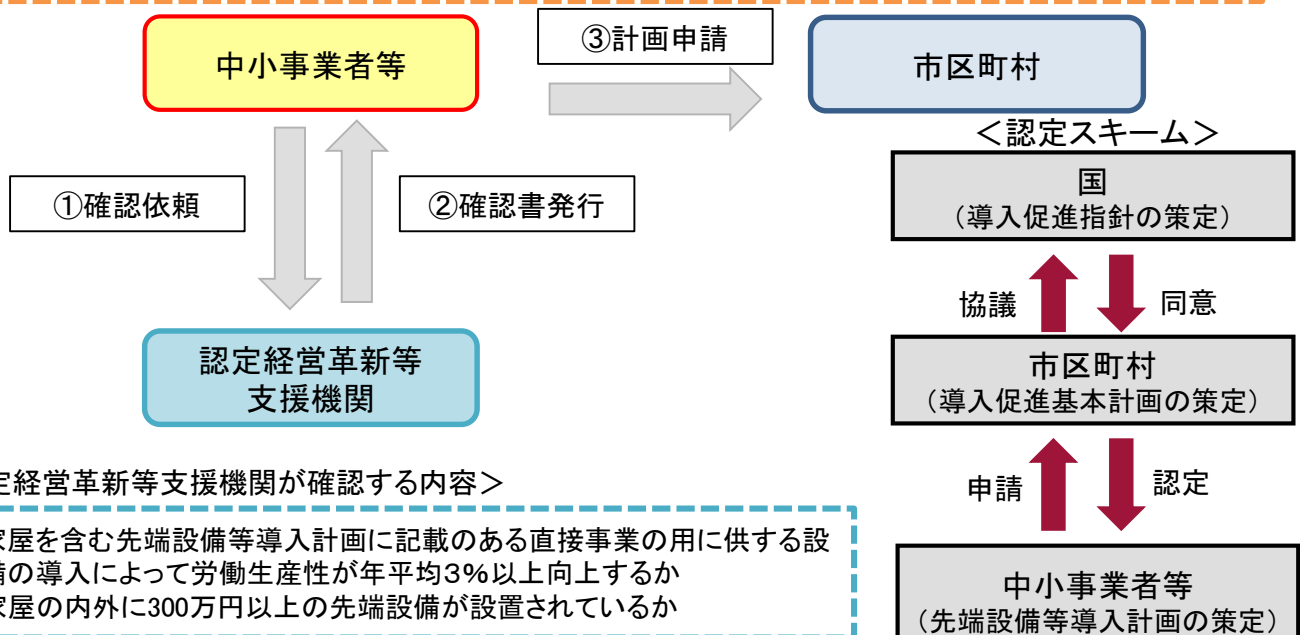 中小事業者等
③計画申請
市区町村
①確認依頼
②確認書発行
認定経営革新等
支援機関
定経営革新等支援機関が確認する内容＞
家屋を含む先端設備等導入計画に記載のある直接事業の用に供する設
備の導入によって労働生産性が年平均３％以上向上するか
家屋の内外に300万円以上の先端設備が設置されているか
＜認定スキーム＞
国
（導入促進指針の策定）
協議
同意
市区町村
（導入促進基本計画の策定）
申請
認定
中小事業者等
（先端設備等導入計画の策定）